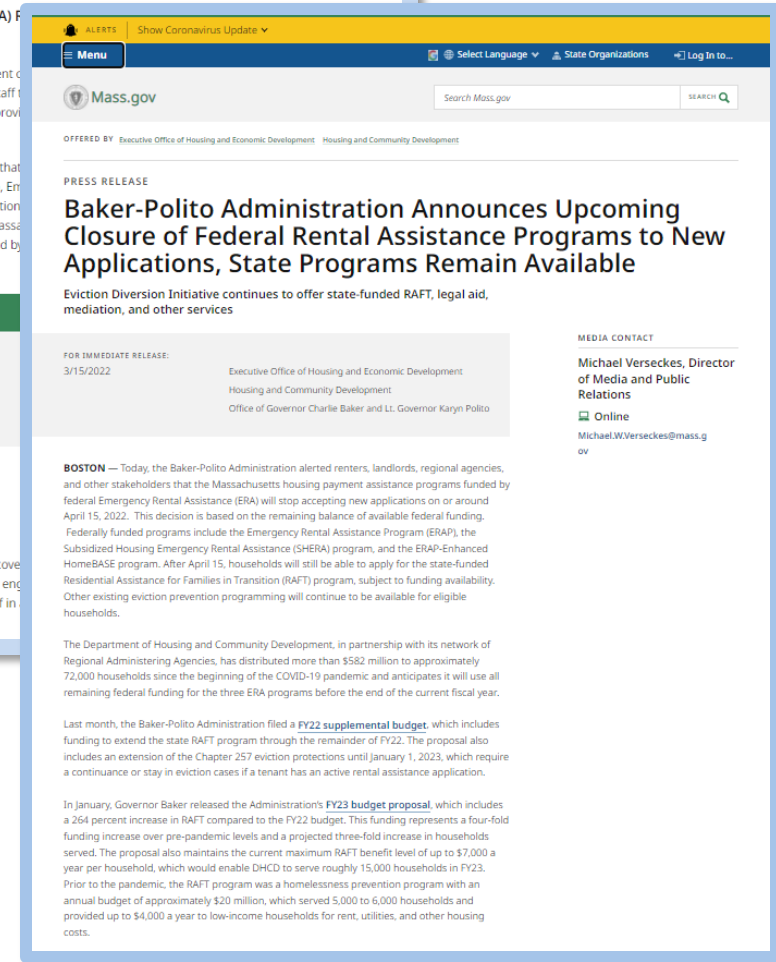 A) R
ent o
aff t
rovi
that
, Em
tion
assa
d by
ove
eng
f in
ALERTS Show Coronavirus Update
Menu Select Language State Organizations Log In to...
Mass.gov Search Mass.gov SEARCH
OFFERED BY Executive Office of Housing and Economic Development Housing and Community Development
PRESS RELEASE
Baker-Polito Administration Announces Upcoming
Closure of Federal Rental Assistance Programs to New
Applications, State Programs Remain Available
Eviction Diversion Initiative continues to offer state-funded RAFT, legal aid,
mediation, and other services
FOR IMMEDIATE RELEASE:
3/15/2022
Executive Office of Housing and Economic Development
Housing and Community Development
Office of Governor Charlie Baker and Lt. Governor Karyn Polito
MEDIA CONTACT
Michael Verseckes, Director
of Media and Public
Relations
Online
Michael.W.Verseckes@mass.g
ov
BOSTON — Today, the Baker-Polito Administration alerted renters, landlords, regional agencies,
and other stakeholders that the Massachusetts housing payment assistance programs funded by
federal Emergency Rental Assistance (ERA) will stop accepting new applications on or around
April 15, 2022. This decision is based on the remaining balance of available federal funding.
Federally funded programs include the Emergency Rental Assistance Program (ERAP), the
Subsidized Housing Emergency Rental Assistance (SHERA) program, and the ERAP-Enhanced
HomeBASE program. After April 15, households will still be able to apply for the state-funded
Residential Assistance for Families in Transition (RAFT) program, subject to funding availability.
Other existing eviction prevention programming will continue to be available for eligible
households.
The Department of Housing and Community Development, in partnership with its network of
Regional Administering Agencies, has distributed more than $582 million to approximately
72,000 households since the beginning of the COVID-19 pandemic and anticipates it will use all
remaining federal funding for the three ERA programs before the end of the current fiscal year.
Last month, the Baker-Polito Administration filed a FY22 supplemental budget, which includes
funding to extend the state RAFT program through the remainder of FY22. The proposal also
includes an extension of the Chapter 257 eviction protections until January 1, 2023, which require
a continuance or stay in eviction cases if a tenant has an active rental assistance application.
In January, Governor Baker released the Administration's FY23 budget proposal, which includes
a 264 percent increase in RAFT compared to the FY22 budget. This funding represents a four-fold
funding increase over pre-pandemic levels and a projected three-fold increase in households
served. The proposal also maintains the current maximum RAFT benefit level of up to $7,000 a
year per household, which would enable DHCD to serve roughly 15,000 households in FY23.
Prior to the pandemic, the RAFT program was a homelessness prevention program with an
annual budget of approximately $20 million, which served 5,000 to 6,000 households and
provided up to $4,000 a year to low-income households for rent, utilities, and other housing
costs.